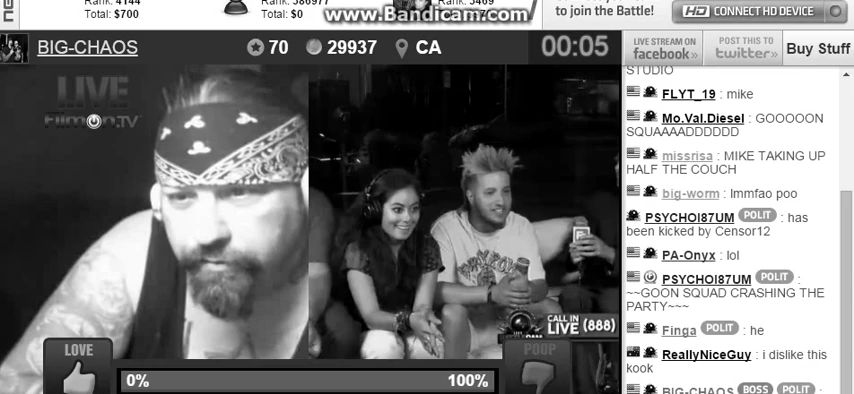 Rank: 4144
Total: $700
Rank: 386977
Total: $0
Rank: 5469
www.Bandicam.com
to join the Battle!
HD CONNECT HD DEVICE
BIG-CHAOS
70
29937
CA
00:05
LIVE STREAM ON
facebook»
POST THIS TO
twitter»
Buy Stuff
LIVE
FilmOn.TV
CALL IN
LIVE (888)
LOVE
POOP
0%
100%
STUDIO
FLYT_19 : mike
Mo.Val.Diesel : GOOOOON
SQUAAAADDDDDD
missrisa : MIKE TAKING UP
HALF THE COUCH
big-worm : lmmfao poo
PSYCHOI87UM POLIT : has
been kicked by Censor12
PA-Onyx : lol
PSYCHOI87UM POLIT :
~~GOON SQUAD CRASHING THE
PARTY~~~
Finga POLIT : he
ReallyNiceGuy : i dislike this
kook
BIG-CHAOS BOSS POLIT :